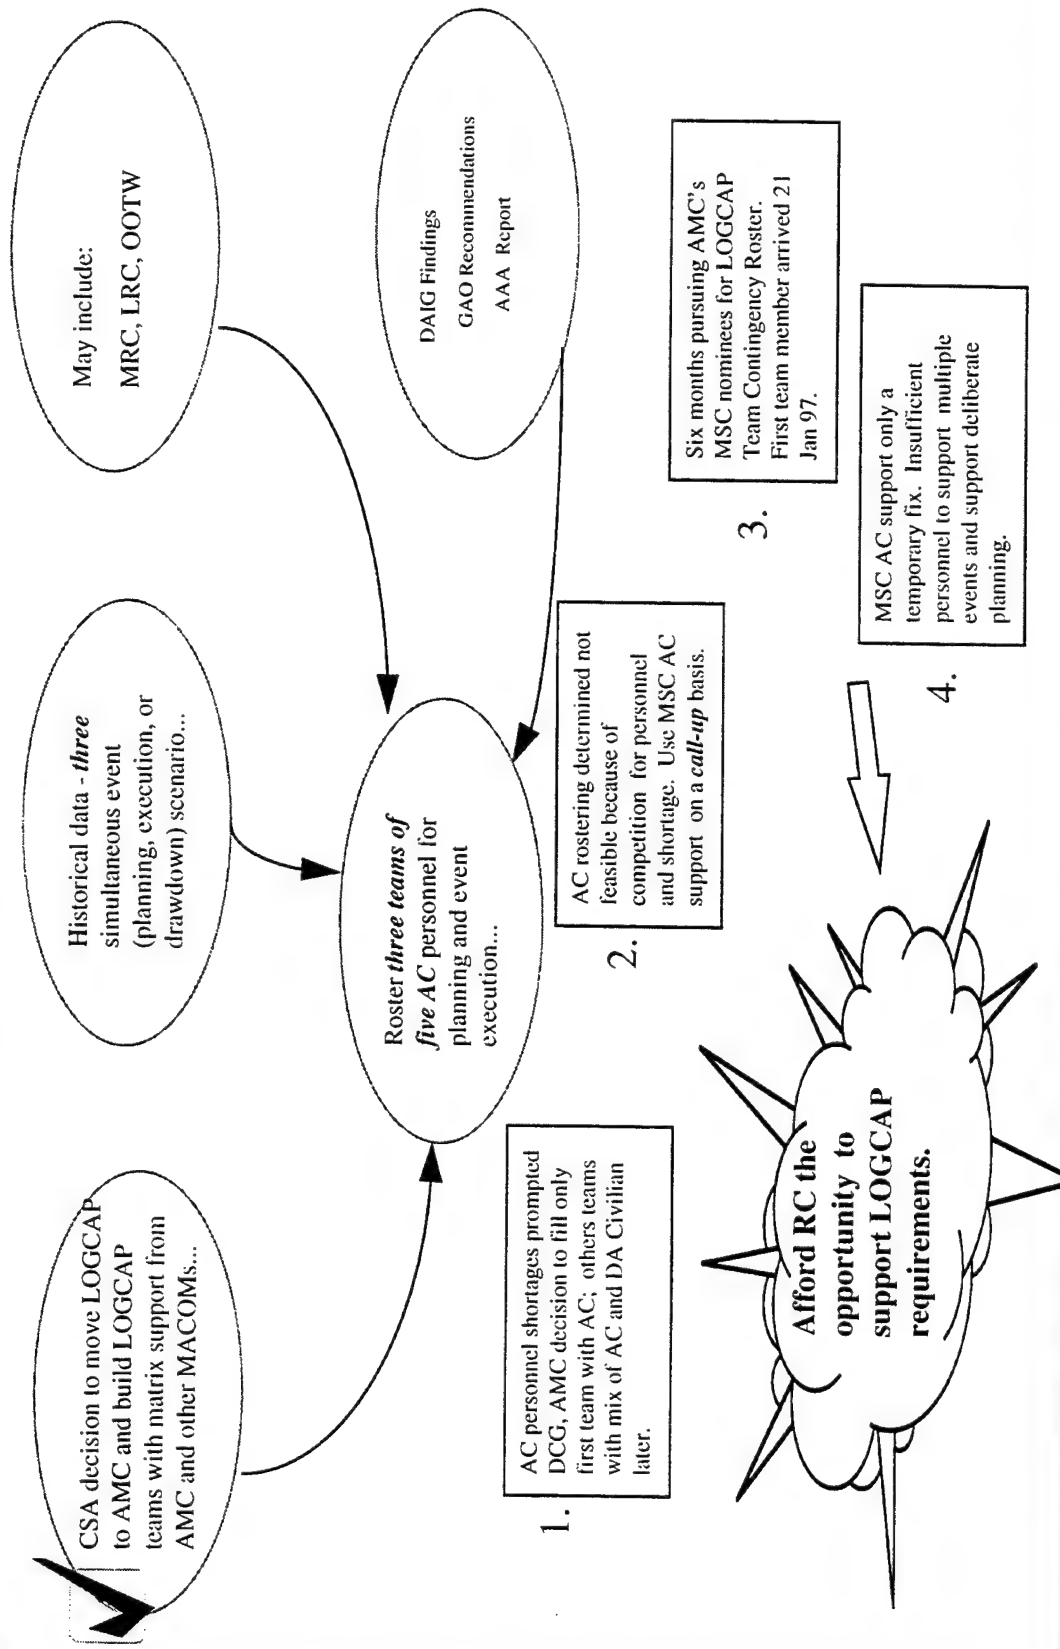 CSA decision to move LOGCAP
to AMC and build LOGCAP
teams with matrix support from
AMC and other MACOMs...
Historical data - three
simultaneous event
(planning, execution, or
drawdown) scenario...
May include:
MRC, LRC, OOTW
Roster three teams of
five AC personnel for
planning and event
execution...
DAIG Findings
GAO Recommendations
AAA Report
1.
AC personnel shortages prompted
DCG, AMC decision to fill only
first team with AC; others teams
with mix of AC and DA Civilian
later.
2.
AC rostering determined not
feasible because of
competition for personnel
and shortage. Use MSC AC
support on a call-up basis.
3.
Six months pursuing AMC's
MSC nominees for LOGCAP
Team Contingency Roster.
First team member arrived 21
Jan 97.
4.
MSC AC support only a
temporary fix. Insufficient
personnel to support multiple
events and support deliberate
planning.
Afford RC the
opportunity to
support LOGCAP
requirements.